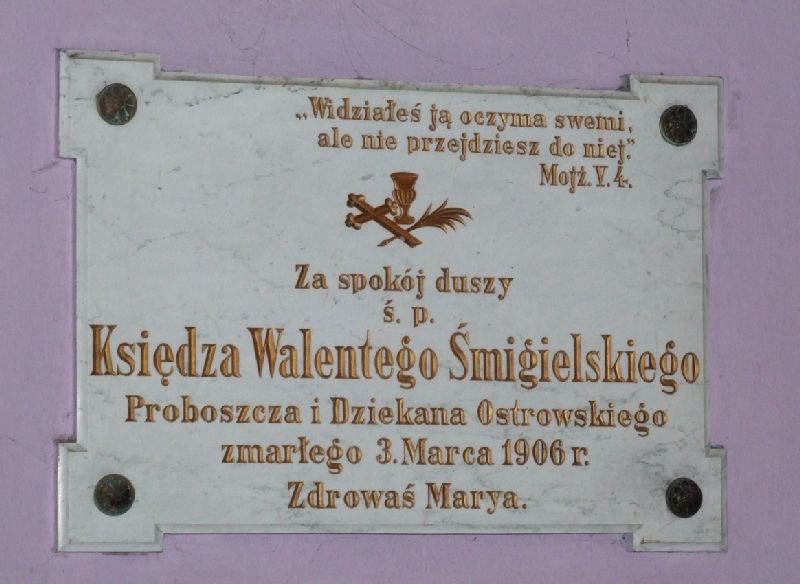 „Widziałeś ją oczyma swemi,
ale nie przejdziesz do niej."
Mojż. V. 4.
Za spokój duszy
ś. p.
Księdza Walentego Śmigielskiego
Proboszcza i Dziekana Ostrowskiego
zmarłego 3. Marca 1906 r.
Zdrowaś Marya.